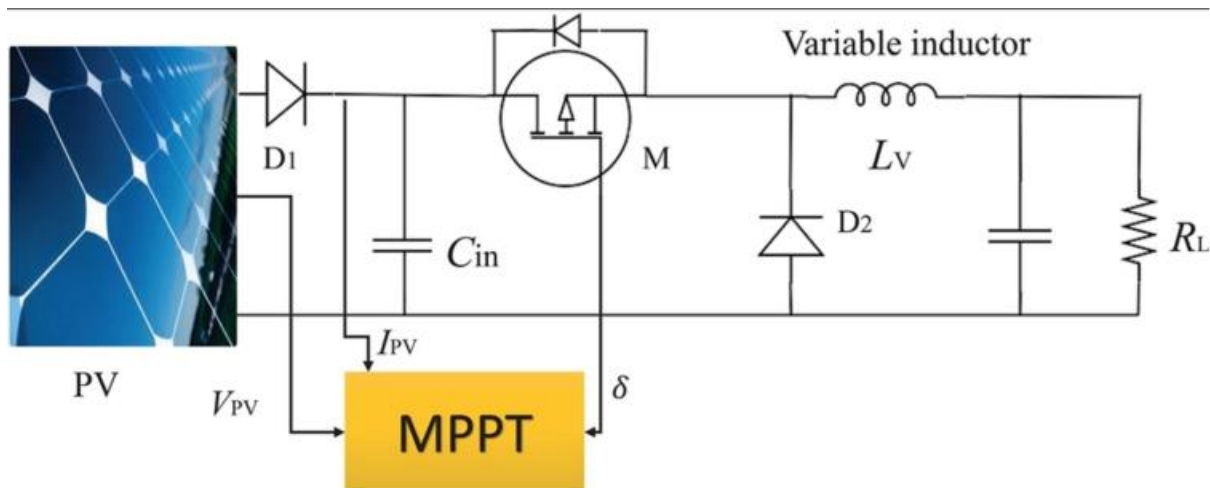 Variable inductor
D1
M
LV
D2
Cin
RL
IPV
PV
VPV
δ
MPPT